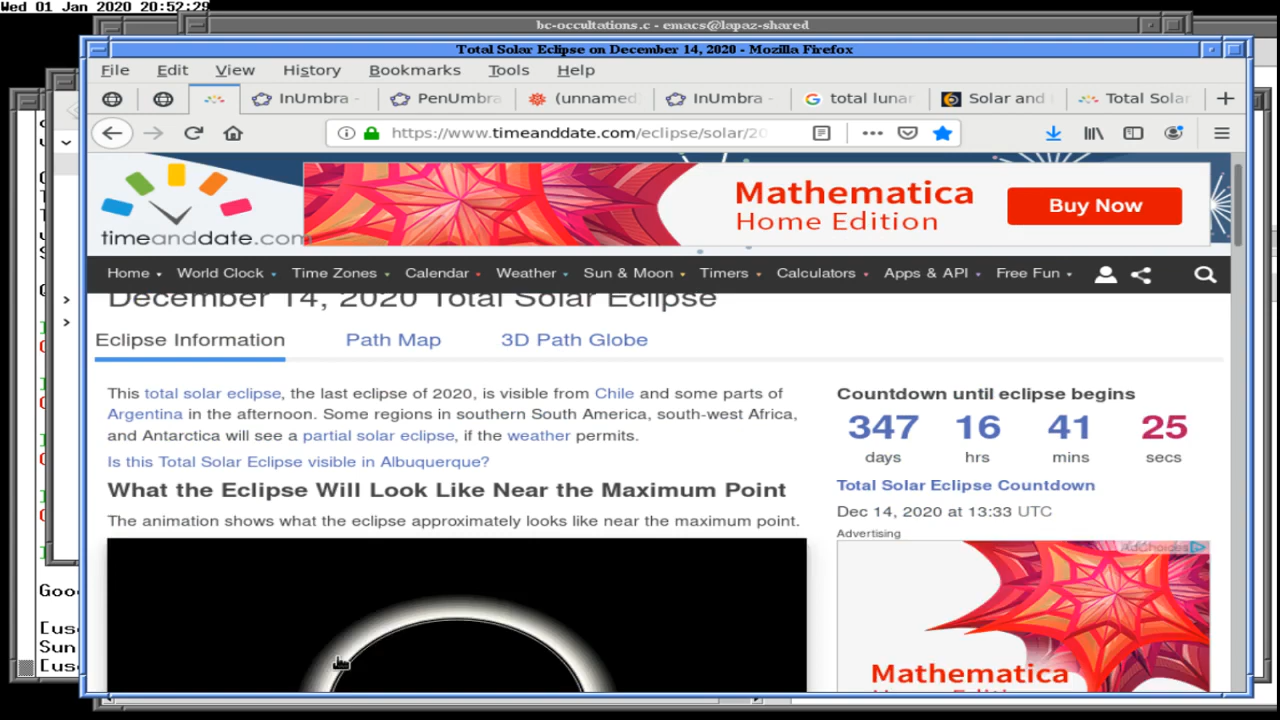 Wed 01 Jan 2020 20:52:29
bc-occultations.c - emacs@lapaz-shared
Total Solar Eclipse on December 14, 2020 - Mozilla Firefox
File Edit View History Bookmarks Tools Help
InUmbra - PenUmbra (unnamed InUmbra - total lunar Solar and Total Solar
https://www.timeanddate.com/eclipse/solar/20
timeanddate.com
Mathematica
Home Edition
Buy Now
Home World Clock Time Zones Calendar Weather Sun & Moon Timers Calculators Apps & API Free Fun
December 14, 2020 Total Solar Eclipse
Eclipse Information Path Map 3D Path Globe
This total solar eclipse, the last eclipse of 2020, is visible from Chile and some parts of
Argentina in the afternoon. Some regions in southern South America, south-west Africa,
and Antarctica will see a partial solar eclipse, if the weather permits.
Is this Total Solar Eclipse visible in Albuquerque?
What the Eclipse Will Look Like Near the Maximum Point
The animation shows what the eclipse approximately looks like near the maximum point.
Countdown until eclipse begins
347 16 41 25
days hrs mins secs
Total Solar Eclipse Countdown
Dec 14, 2020 at 13:33 UTC
Advertising
AdChoices
Mathematica
Goo
[use
Sun
[use